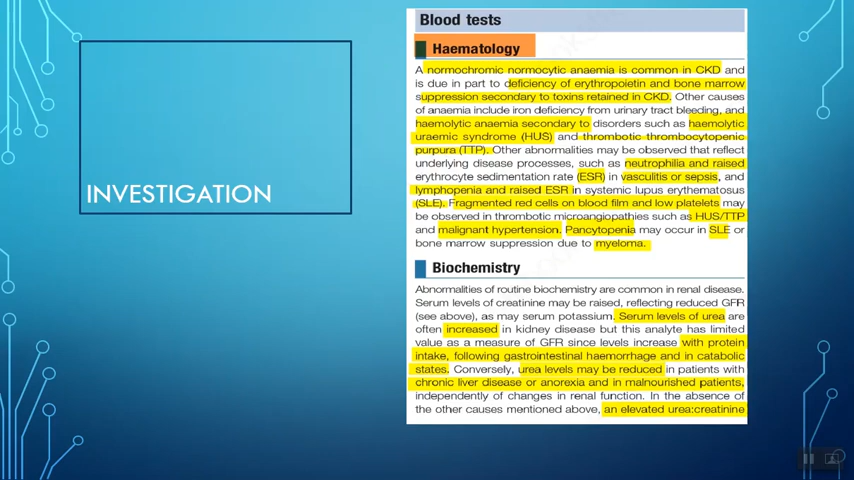 INVESTIGATION
Blood tests
Haematology
A normochromic normocytic anaemia is common in CKD and
is due in part to deficiency of erythropoietin and bone marrow
suppression secondary to toxins retained in CKD. Other causes
of anaemia include iron deficiency from urinary tract bleeding, and
haemolytic anaemia secondary to disorders such as haemolytic
uraemic syndrome (HUS) and thrombotic thrombocytopenic
purpura (TTP). Other abnormalities may be observed that reflect
underlying disease processes, such as neutrophilia and raised
erythrocyte sedimentation rate (ESR) in vasculitis or sepsis, and
lymphopenia and raised ESR in systemic lupus erythematosus
(SLE). Fragmented red cells on blood film and low platelets may
be observed in thrombotic microangiopathies such as HUS/TTP
and malignant hypertension. Pancytopenia may occur in SLE or
bone marrow suppression due to myeloma.
Biochemistry
Abnormalities of routine biochemistry are common in renal disease.
Serum levels of creatinine may be raised, reflecting reduced GFR
(see above), as may serum potassium. Serum levels of urea are
often increased in kidney disease but this analyte has limited
value as a measure of GFR since levels increase with protein
intake, following gastrointestinal haemorrhage and in catabolic
states. Conversely, urea levels may be reduced in patients with
chronic liver disease or anorexia and in malnourished patients,
independently of changes in renal function. In the absence of
the other causes mentioned above, an elevated urea:creatinine